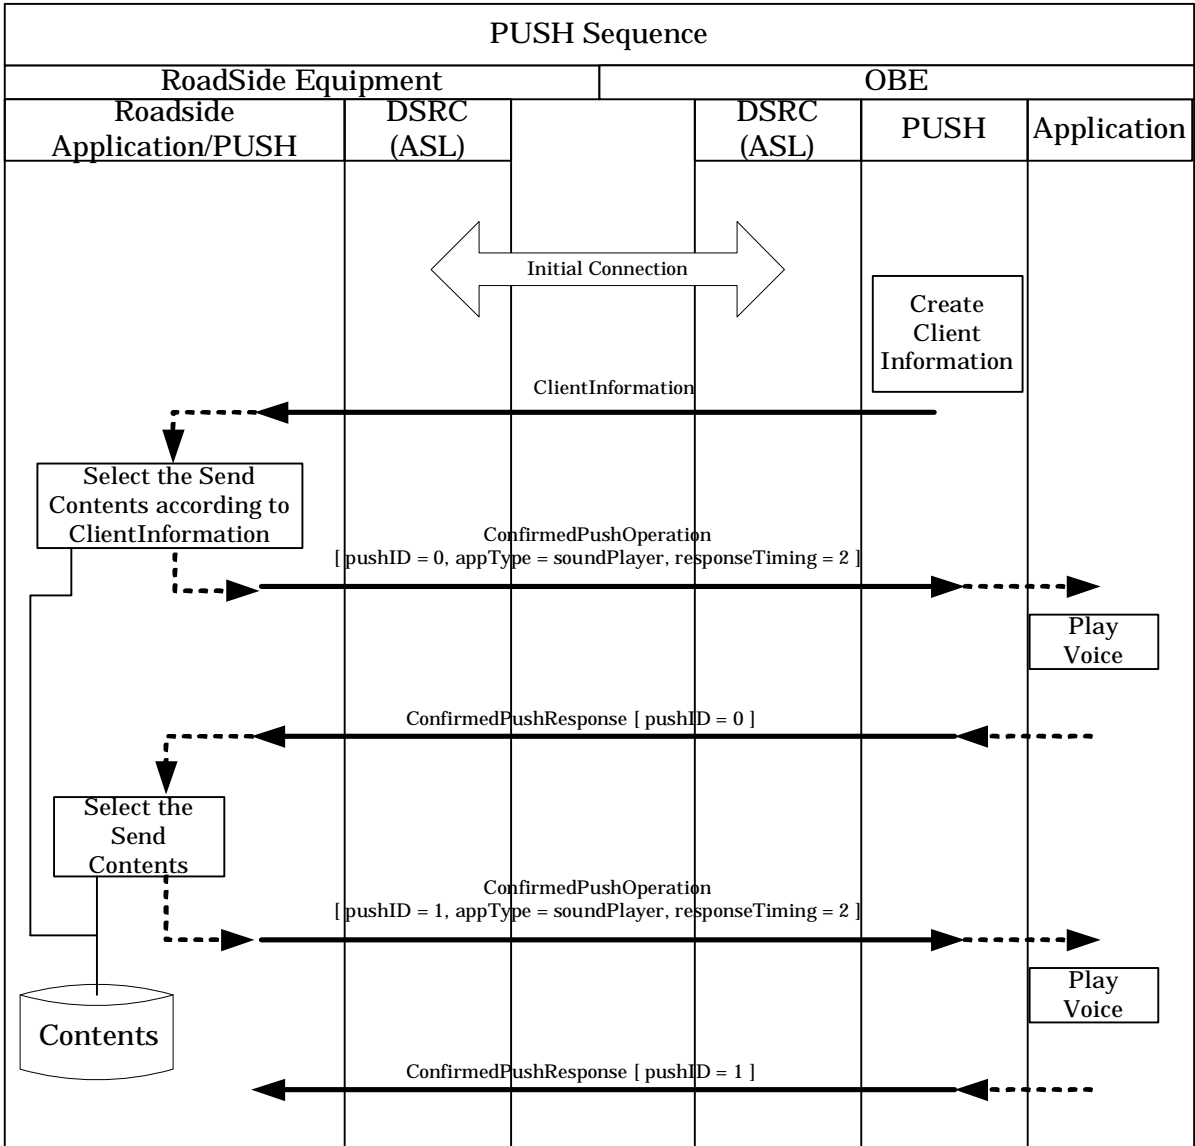 PUSH Sequence
RoadSide Equipment
OBE
Roadside
Application/PUSH
DSRC
(ASL)
DSRC
(ASL)
PUSH
Application
Initial Connection
Create
Client
Information
ClientInformation
Select the Send
Contents according to
ClientInformation
ConfirmedPushOperation
[ pushID = 0, appType = soundPlayer, responseTiming = 2 ]
Play
Voice
ConfirmedPushResponse [ pushID = 0 ]
Select the
Send
Contents
ConfirmedPushOperation
[ pushID = 1, appType = soundPlayer, responseTiming = 2 ]
Play
Voice
Contents
ConfirmedPushResponse [ pushID = 1 ]